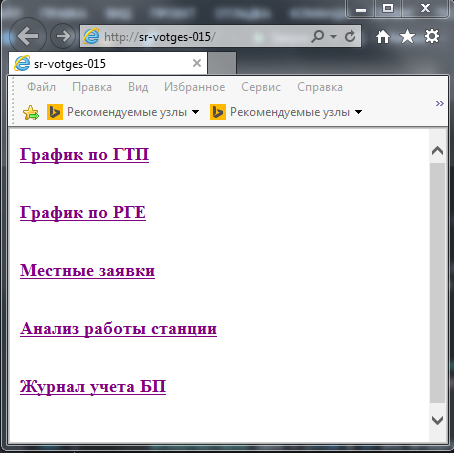 http://sr-votges-015/
sr-votges-015
Файл Правка Вид Избранное Сервис Справка
Рекомендуемые узлы Рекомендуемые узлы
График по ГТП
График по РГЕ
Местные заявки
Анализ работы станции
Журнал учета БП